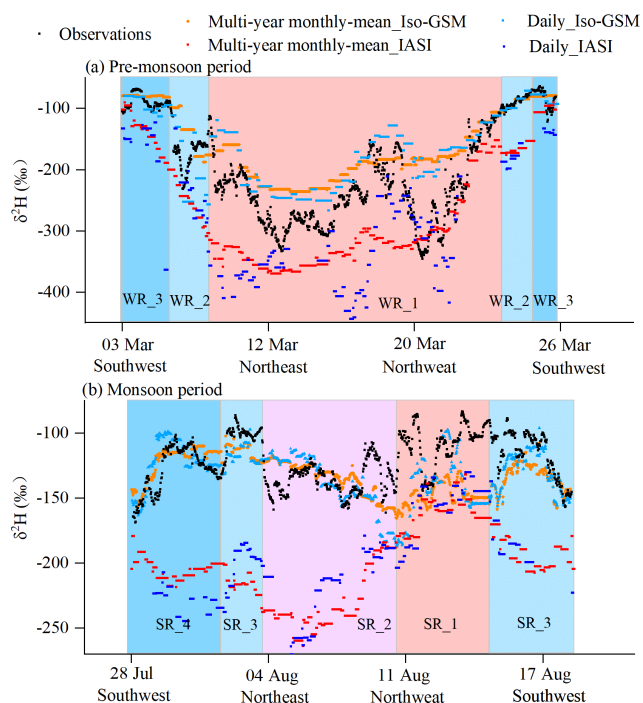 Observations
Multi-year monthly-mean_Iso-GSM
Daily_Iso-GSM
Multi-year monthly-mean_IASI
Daily_IASI
(a) Pre-monsoon period
δ²H (‰)
-100
-200
-300
-400
WR_3
WR_2
WR_1
WR_2
WR_3
03 Mar
12 Mar
20 Mar
26 Mar
Southwest
Northeast
Northwest
Southwest
(b) Monsoon period
δ²H (‰)
-100
-150
-200
-250
SR_4
SR_3
SR_2
SR_1
SR_3
28 Jul
04 Aug
11 Aug
17 Aug
Southwest
Northeast
Northweat
Southwest